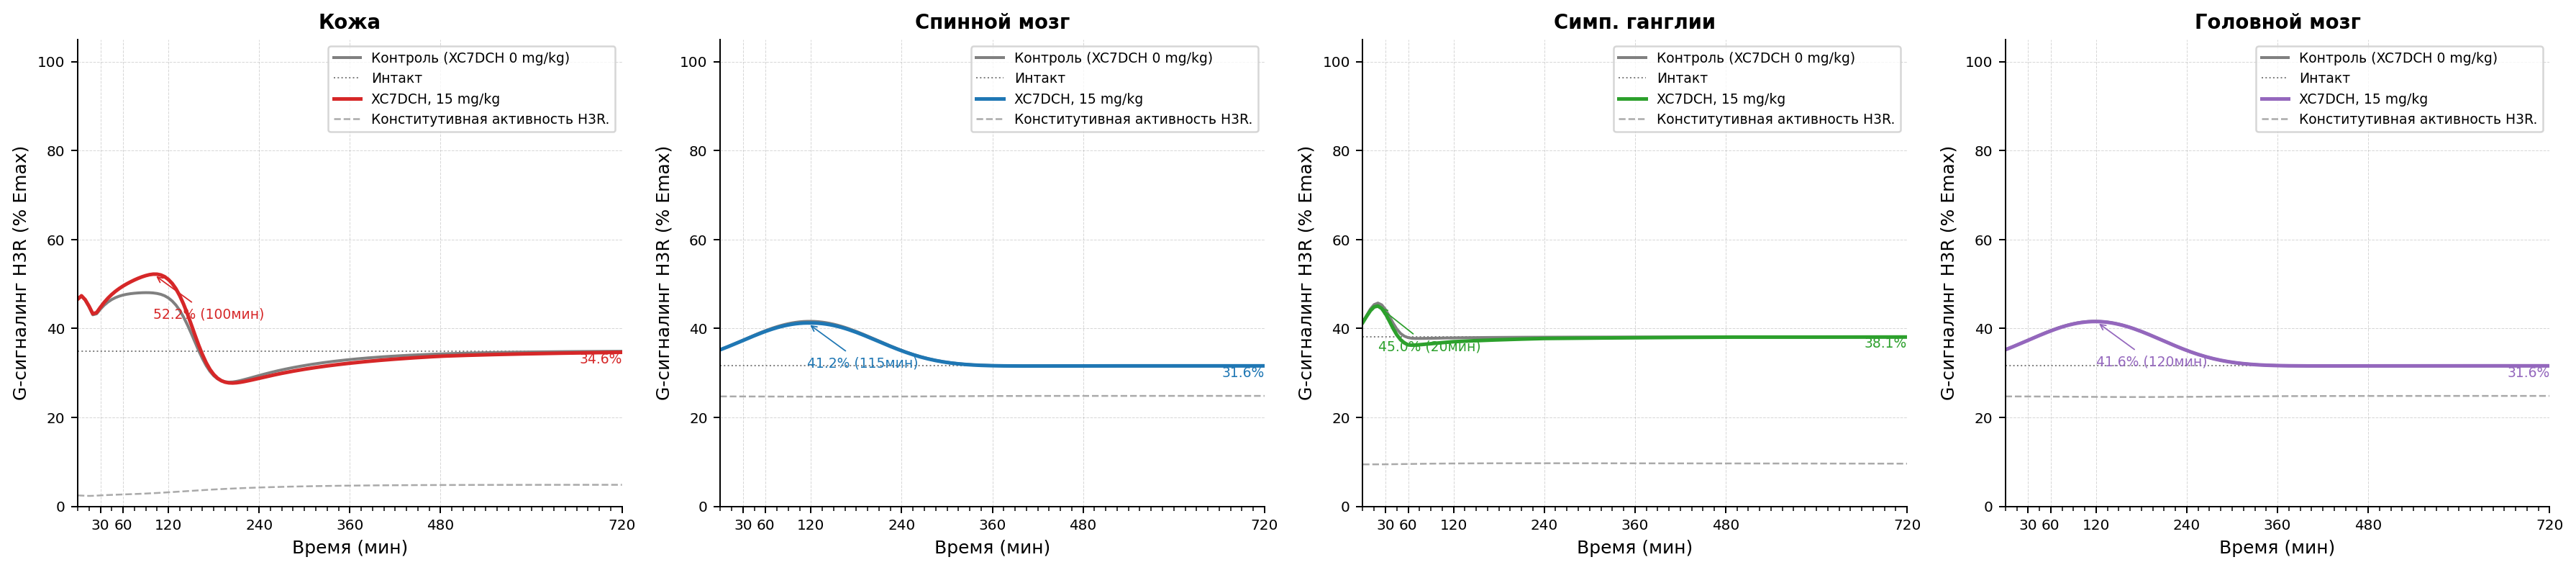 Кожа
G-сигналинг H3R (% Emax)
100
80
60
40
20
0
Контроль (XC7DCH 0 mg/kg)
Интакт
XC7DCH, 15 mg/kg
Конститутивная активность H3R.
52.2% (100мин)
34.6%
30 60 120 240 360 480 720
Время (мин)
Спинной мозг
G-сигналинг H3R (% Emax)
100
80
60
40
20
0
Контроль (XC7DCH 0 mg/kg)
Интакт
XC7DCH, 15 mg/kg
Конститутивная активность H3R.
41.2% (115мин)
31.6%
30 60 120 240 360 480 720
Время (мин)
Симп. ганглии
G-сигналинг H3R (% Emax)
100
80
60
40
20
0
Контроль (XC7DCH 0 mg/kg)
Интакт
XC7DCH, 15 mg/kg
Конститутивная активность H3R.
45.0% (20мин)
38.1%
30 60 120 240 360 480 720
Время (мин)
Головной мозг
G-сигналинг H3R (% Emax)
100
80
60
40
20
0
Контроль (XC7DCH 0 mg/kg)
Интакт
XC7DCH, 15 mg/kg
Конститутивная активность H3R.
41.6% (120мин)
31.6%
30 60 120 240 360 480 720
Время (мин)